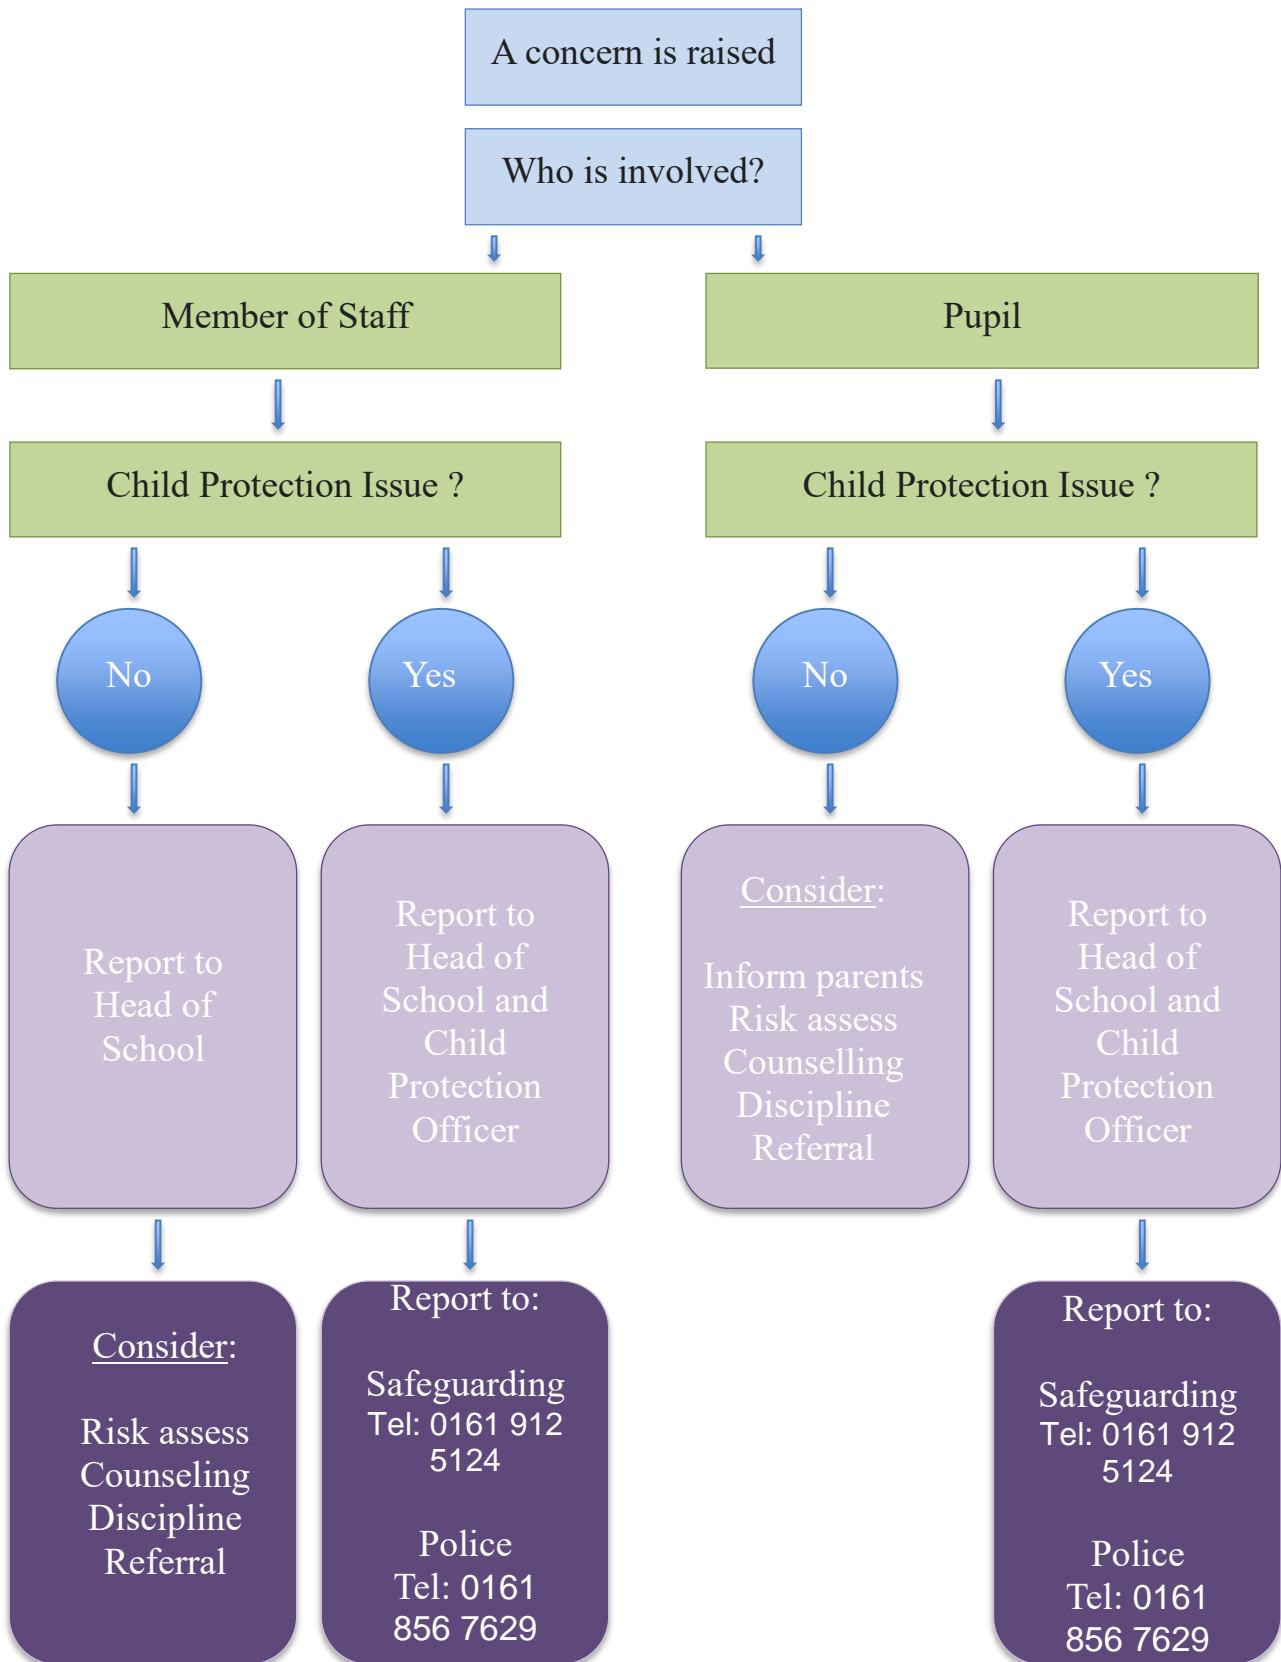 A concern is raised
Who is involved?
Member of Staff
Pupil
Child Protection Issue ?
Child Protection Issue ?
No
Yes
No
Yes
Report to
Head of
School
Report to
Head of
School and
Child
Protection
Officer
Consider:
Inform parents
Risk assess
Counselling
Discipline
Referral
Report to
Head of
School and
Child
Protection
Officer
Consider:
Risk assess
Counseling
Discipline
Referral
Report to:
Safeguarding
Tel: 0161 912
5124
Police
Tel: 0161
856 7629
Report to:
Safeguarding
Tel: 0161 912
5124
Police
Tel: 0161
856 7629